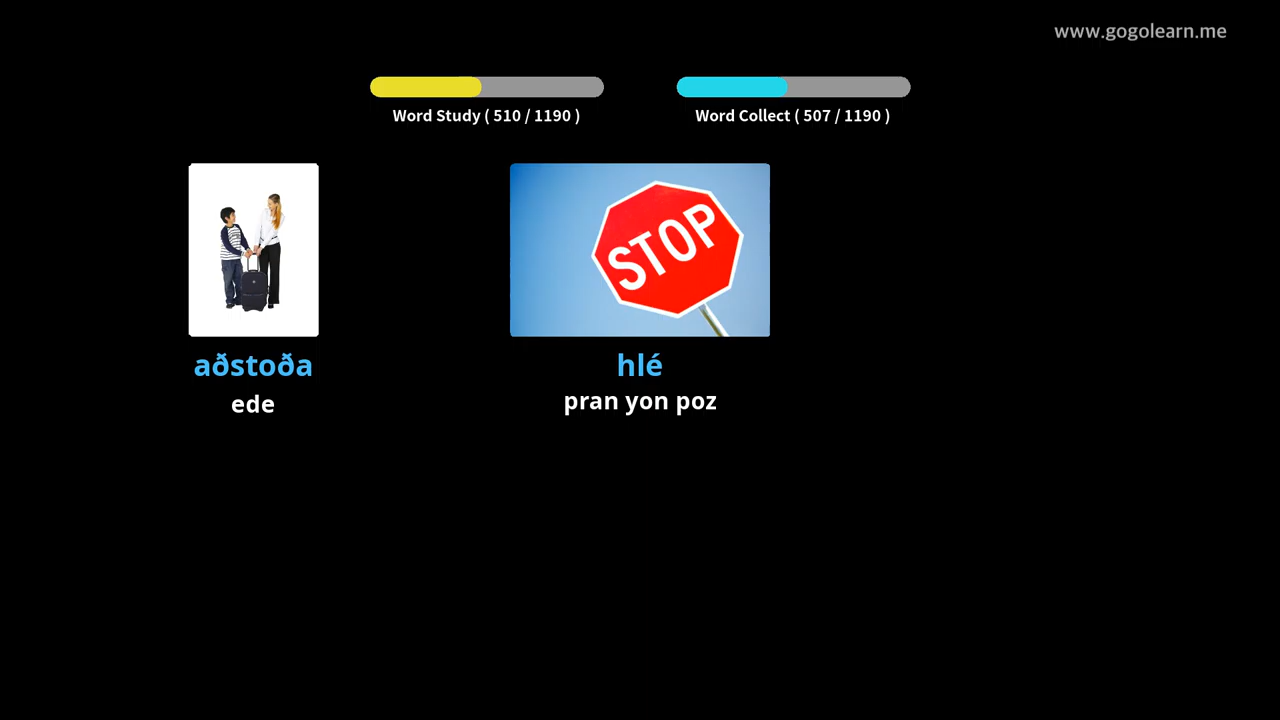 www.gogolearn.me
Word Study ( 510 / 1190 )
Word Collect ( 507 / 1190 )
STOP
aðstoða
hlé
ede
pran yon poz